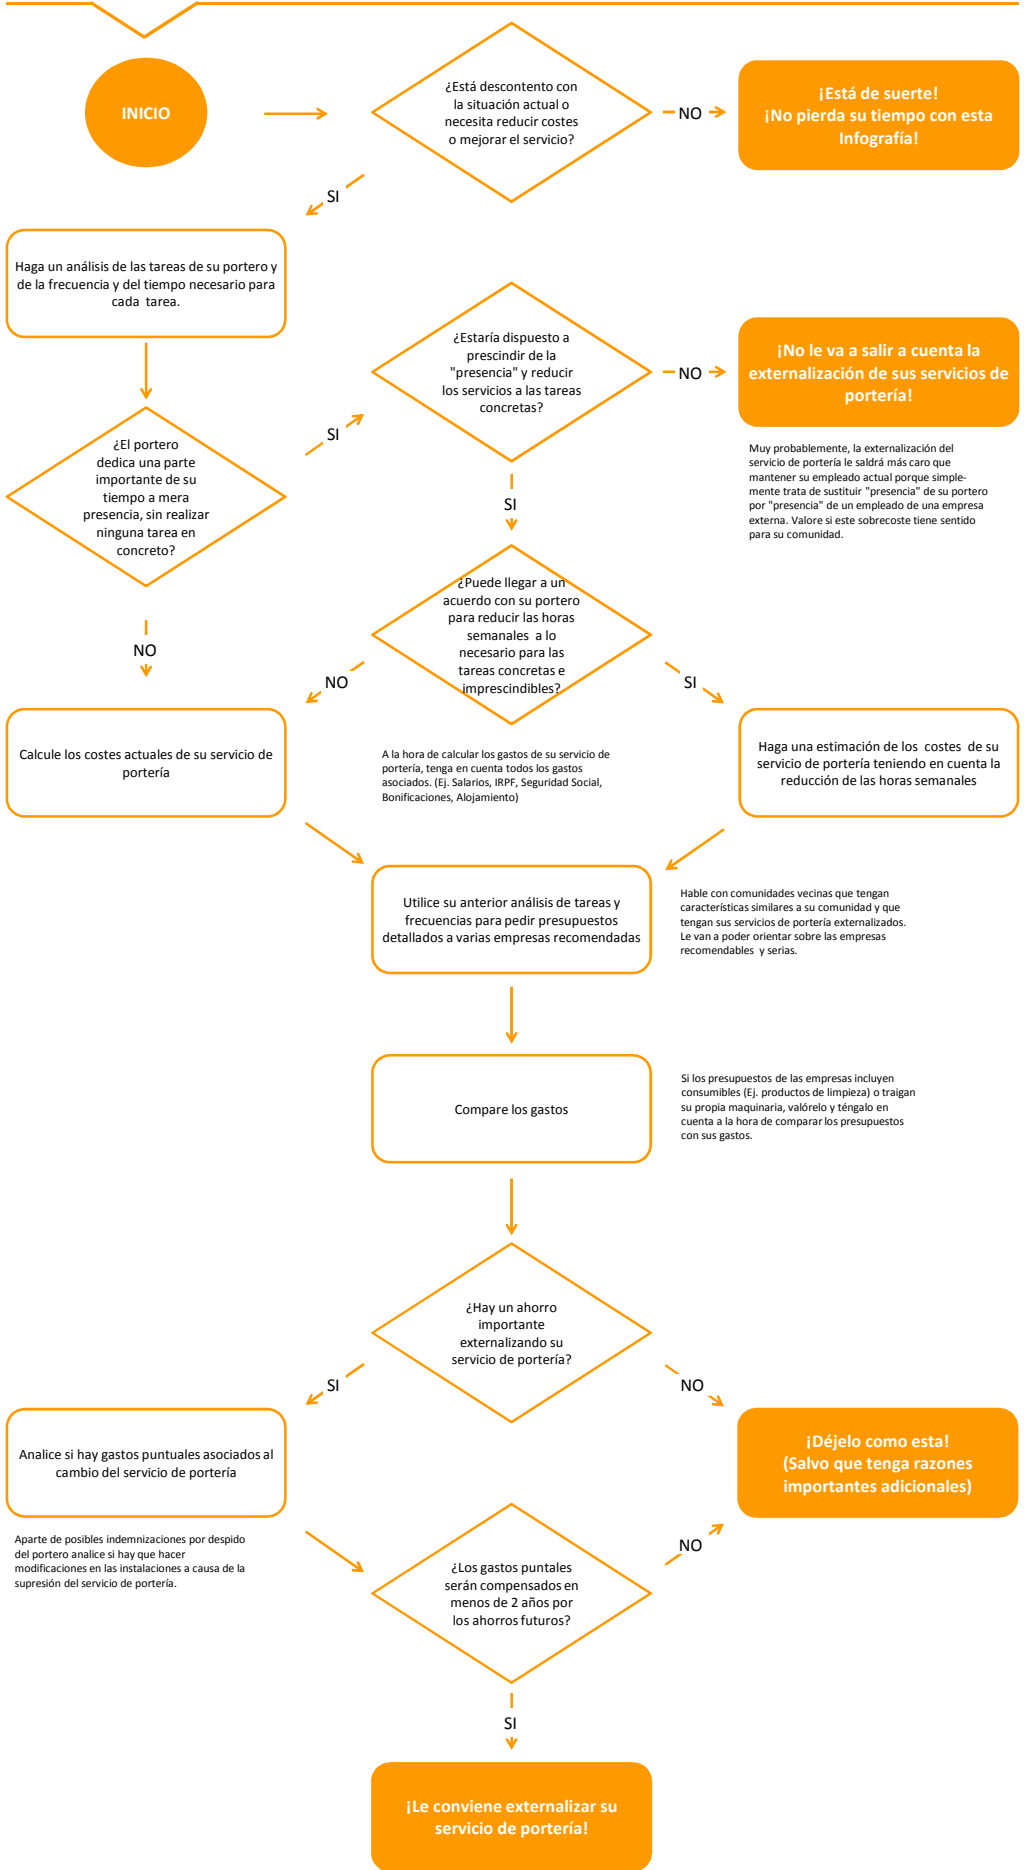 INICIO
¿Está descontento con
la situación actual o
necesita reducir costes
o mejorar el servicio?
NO
¡Está de suerte!
¡No pierda su tiempo con esta
Infografía!
SI
Haga un análisis de las tareas de su portero y
de la frecuencia y del tiempo necesario para
cada tarea.
¿Estaría dispuesto a
prescindir de la
"presencia" y reducir
los servicios a las tareas
concretas?
NO
¡No le va a salir a cuenta la
externalización de sus servicios de
portería!
Muy probablemente, la externalización del
servicio de portería le saldrá más caro que
mantener su empleado actual porque simple-
mente trata de sustituir "presencia" de su portero
por "presencia" de un empleado de una empresa
externa. Valore si este sobrecoste tiene sentido
para su comunidad.
SI
¿El portero
dedica una parte
importante de su
tiempo a mera
presencia, sin realizar
ninguna tarea en
concreto?
SI
NO
¿Puede llegar a un
acuerdo con su portero
para reducir las horas
semanales a lo
necesario para las
tareas concretas e
imprescindibles?
NO
SI
Calcule los costes actuales de su servicio de
portería
A la hora de calcular los gastos de su servicio de
portería, tenga en cuenta todos los gastos
asociados. (Ej. Salarios, IRPF, Seguridad Social,
Bonificaciones, Alojamiento)
Haga una estimación de los costes de su
servicio de portería teniendo en cuenta la
reducción de las horas semanales
Utilice su anterior análisis de tareas y
frecuencias para pedir presupuestos
detallados a varias empresas recomendadas
Hable con comunidades vecinas que tengan
características similares a su comunidad y que
tengan sus servicios de portería externalizados.
Le van a poder orientar sobre las empresas
recomendables y serias.
Compare los gastos
Si los presupuestos de las empresas incluyen
consumibles (Ej. productos de limpieza) o traigan
su propia maquinaria, valórelo y téngalo en
cuenta a la hora de comparar los presupuestos
con sus gastos.
¿Hay un ahorro
importante
externalizando su
servicio de portería?
SI
NO
Analice si hay gastos puntuales asociados al
cambio del servicio de portería
¡Déjelo como esta!
(Salvo que tenga razones
importantes adicionales)
Aparte de posibles indemnizaciones por despido
del portero analice si hay que hacer
modificaciones en las instalaciones a causa de la
supresión del servicio de portería.
¿Los gastos puntales
serán compensados en
menos de 2 años por
los ahorros futuros?
NO
SI
¡Le conviene externalizar su
servicio de portería!